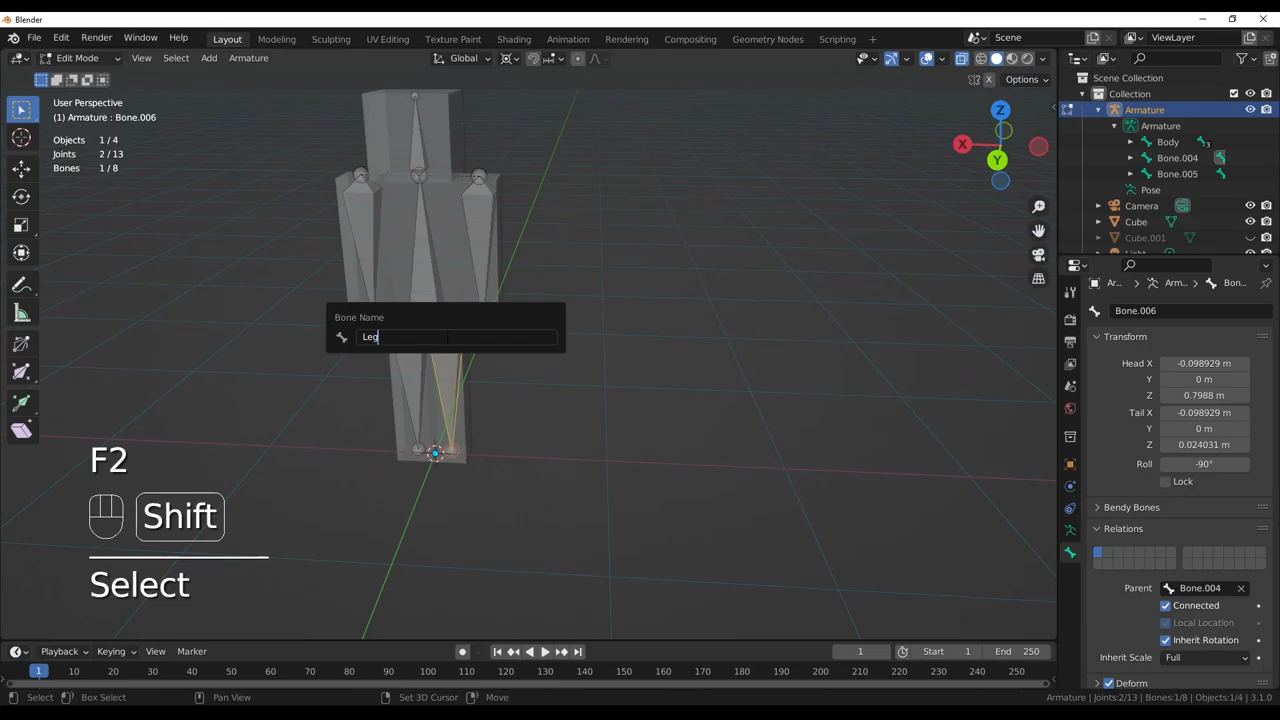 Blender
File Edit Render Window Help
Layout Modeling Sculpting UV Editing Texture Paint Shading Animation Rendering Compositing Geometry Nodes Scripting
Scene ViewLayer
Edit Mode View Select Add Armature Global
X Options
User Perspective
(1) Armature : Bone.006
Objects 1 / 4
Joints 2 / 13
Bones 1 / 8
Z
X
Y
Bone Name
Leg
F2
Shift
Select
Scene Collection
Collection
Armature
Armature
Body 3
Bone.004
Bone.005
Pose
Camera
Cube
Cube.001
Ar... Arm... Bon...
Bone.006
Transform
Head X -0.098929 m
Y 0 m
Z 0.7988 m
Tail X -0.098929 m
Y 0 m
Z 0.024031 m
Roll -90°
Lock
Bendy Bones
Relations
Parent Bone.004
Connected
Local Location
Inherit Rotation
Inherit Scale Full
Deform
Playback Keying View Marker 1 Start 1 End 250
1 10 20 30 40 50 60 70 80 90 100 110 120 130 140 150 160 170 180 190 200 210 220 230 240 250
Select Box Select Pan View Set 3D Cursor Move Armature | Joints:2/13 | Bones:1/8 | Objects:1/4 | 3.1.0